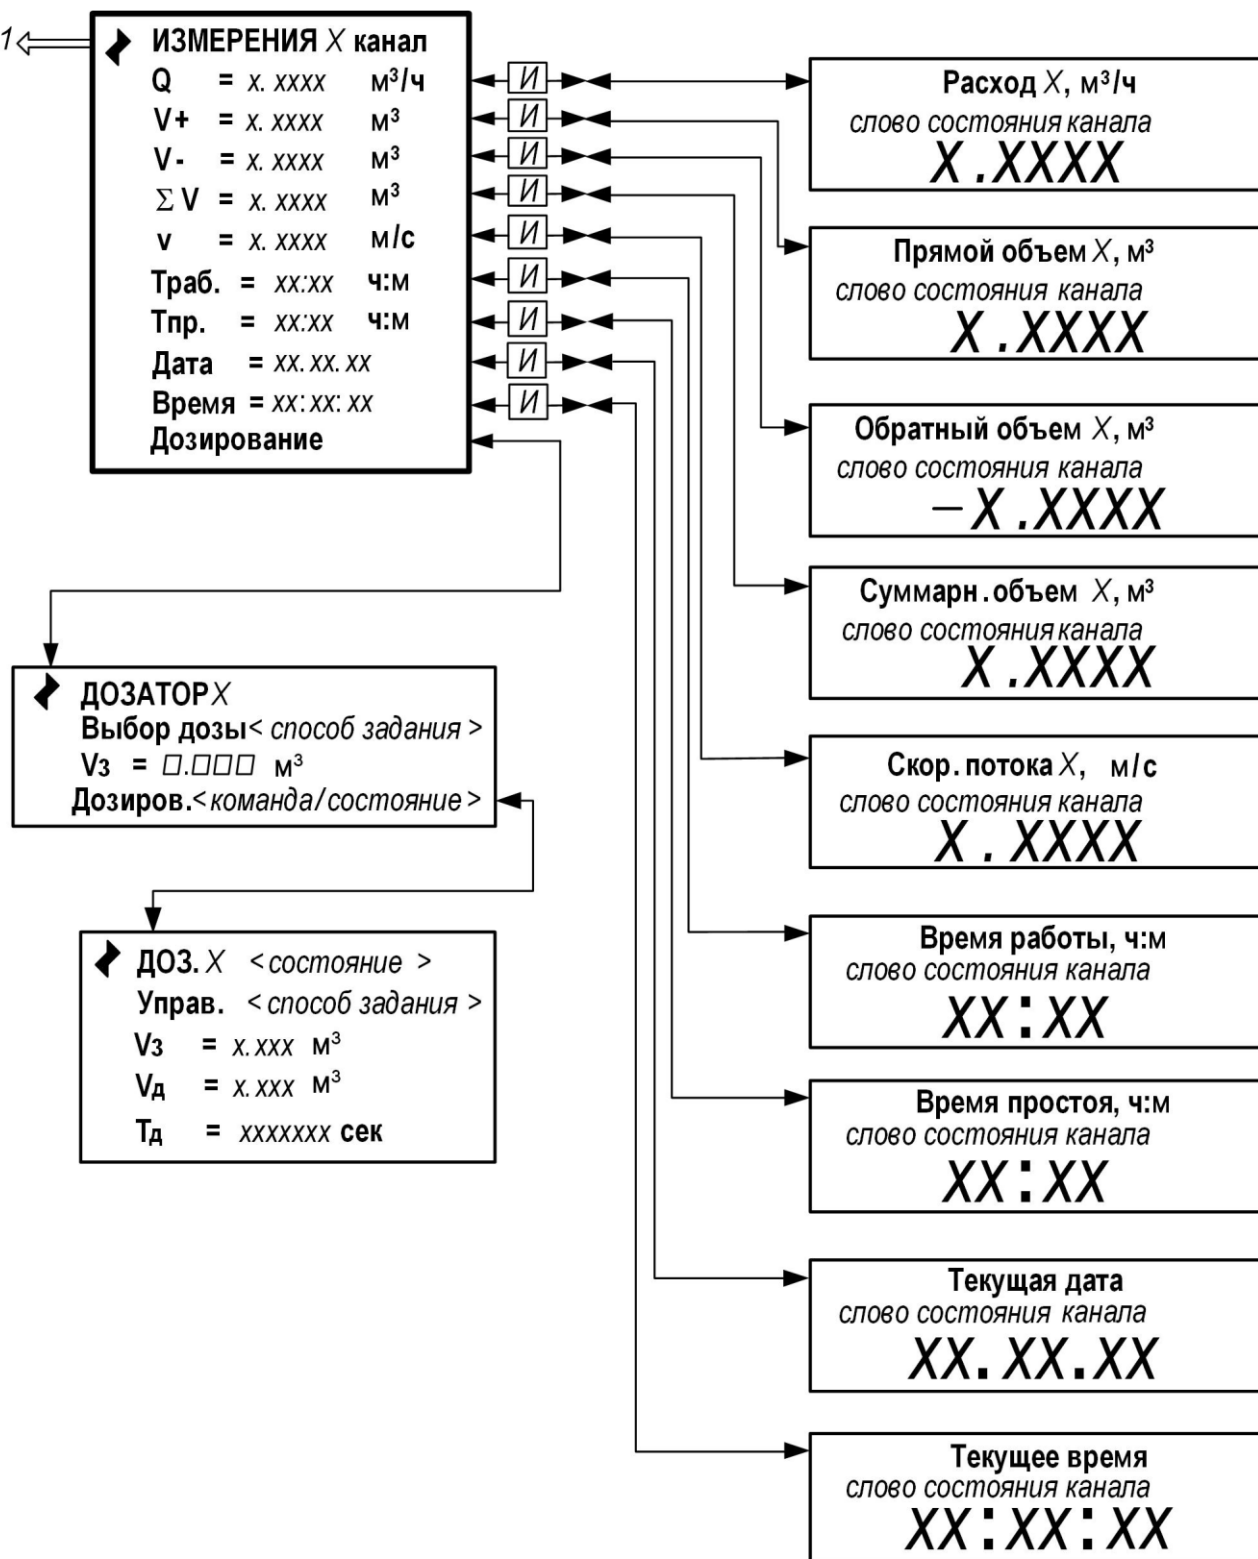 1
ИЗМЕРЕНИЯ X канал
Q = x. xxxx м³/ч
V+ = x. xxxx м³
V- = x. xxxx м³
Σ V = x. xxxx м³
v = x. xxxx м/с
Траб. = xx:xx ч:м
Тпр. = xx:xx ч:м
Дата = xx. xx. xx
Время = xx: xx: xx
Дозирование
И
И
И
И
И
И
И
И
И
Расход X, м³/ч
слово состояния канала
X .XXXX
Прямой объем X, м³
слово состояния канала
X .XXXX
Обратный объем X, м³
слово состояния канала
– X .XXXX
Суммарн. объем X, м³
слово состояния канала
X .XXXX
Скор. потока X, м/с
слово состояния канала
X . XXXX
Время работы, ч:м
слово состояния канала
XX:XX
Время простоя, ч:м
слово состояния канала
XX:XX
Текущая дата
слово состояния канала
XX. XX.XX
Текущее время
слово состояния канала
XX:XX:XX
ДОЗАТОР X
Выбор дозы < способ задания >
Vз = □.□□□ м³
Дозиров. < команда/состояние >
ДОЗ. X < состояние >
Управ. < способ задания >
Vз = x. xxx м³
Vд = x. xxx м³
Tд = xxxxxxx сек